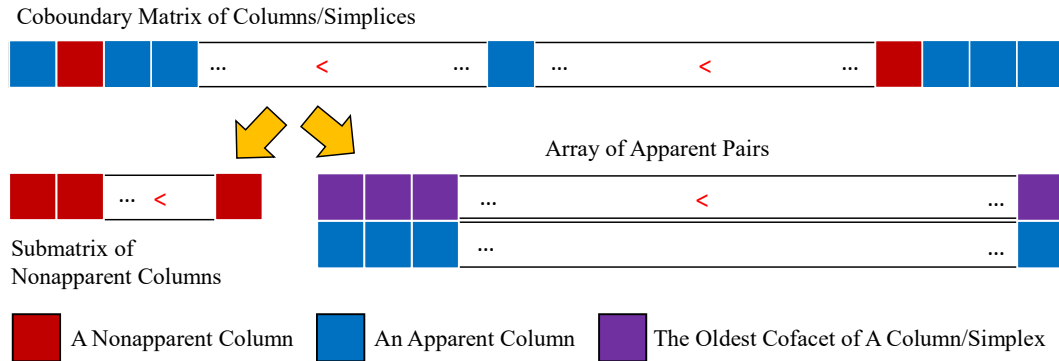 Coboundary Matrix of Columns/Simplices
... < ... ... < ...
Array of Apparent Pairs
... < ... < ...
... ...
Submatrix of
Nonapparent Columns
A Nonapparent Column An Apparent Column The Oldest Cofacet of A Column/Simplex